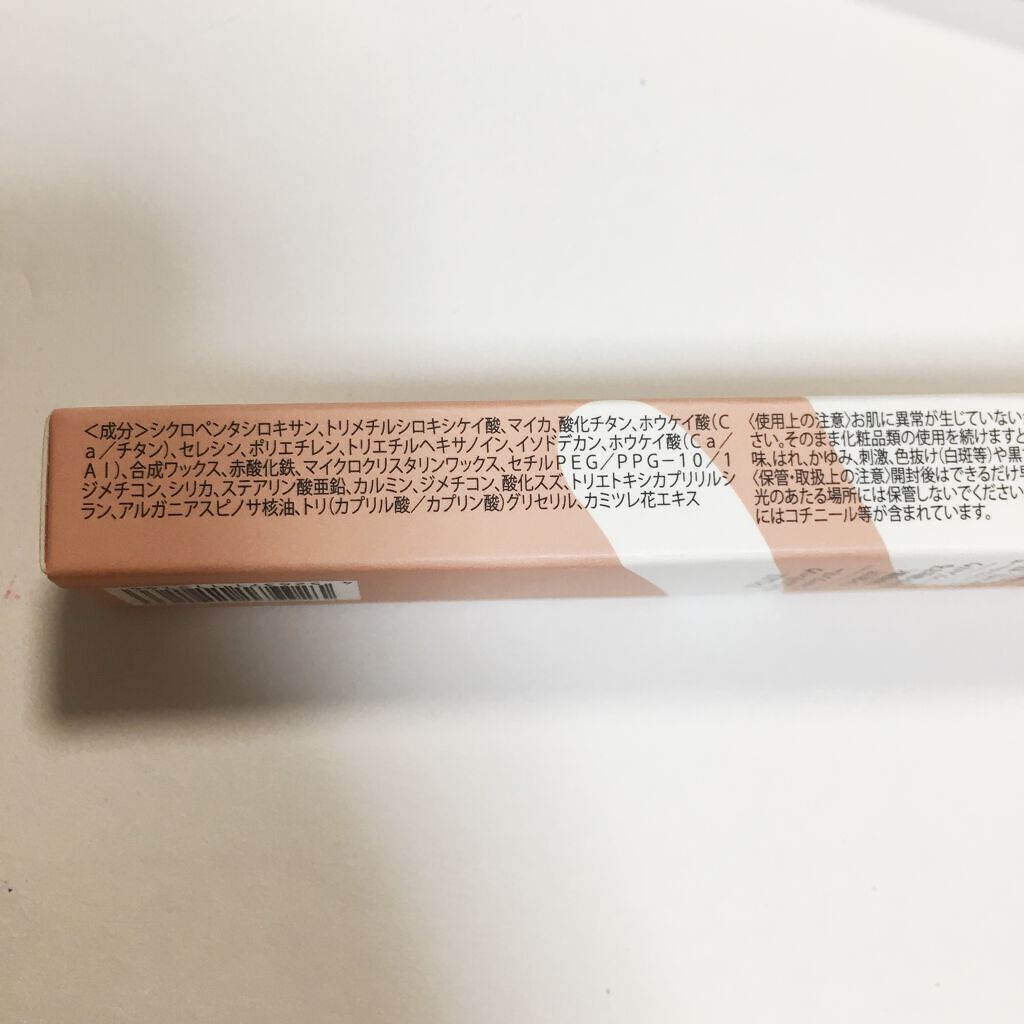 ＜成分＞シクロペンタシロキサン、トリメチルシロキシケイ酸、マイカ、酸化チタン、ホウケイ酸（Ｃ
ａ／チタン）、セレシン、ポリエチレン、トリエチルヘキサノイン、イソドデカン、ホウケイ酸（Ｃａ／
Ａｌ）、合成ワックス、赤酸化鉄、マイクロクリスタリンワックス、セチルＰＥＧ／ＰＰＧ－１０／１
ジメチコン、シリカ、ステアリン酸亜鉛、カルミン、ジメチコン、酸化スズ、トリエトキシカプリリルシ
ラン、アルガニアスピノサ核油、トリ（カプリル酸／カプリン酸）グリセリル、カミツレ花エキス
〈使用上の注意〉お肌に異常が生じていない
さい。そのまま化粧品類の使用を続けますと
味、はれ、かゆみ、刺激、色抜け（白斑等）や黒
〈保管・取扱上の注意〉開封後はできるだけ早
光のあたる場所には保管しないでください
にはコチニール等が含まれています。